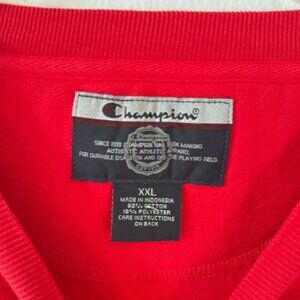 Champion®
SINCE 1919 CHAMPION HAS BEEN MAKING
AUTHENTIC ATHLETIC APPAREL
FOR DURABLE USE ON AND OFF THE PLAYING FIELD.
XXL
MADE IN INDONESIA
82% COTTON
18% POLYESTER
CARE INSTRUCTIONS
ON BACK